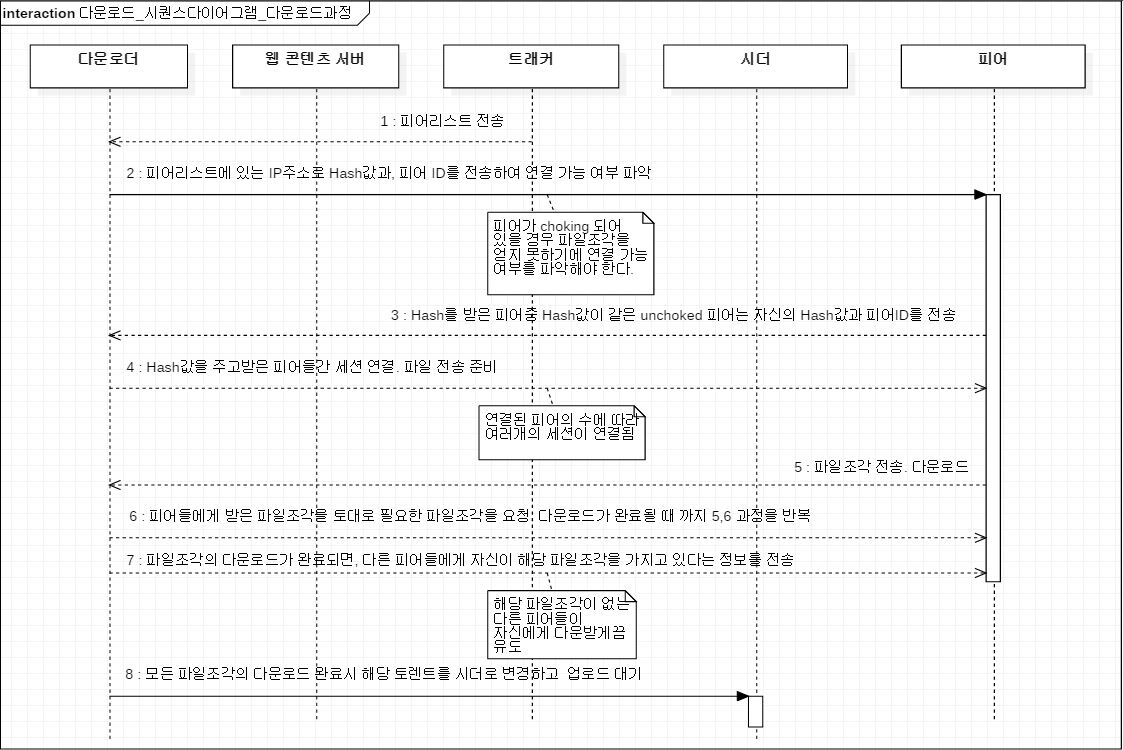 interaction 다운로드_시퀀스다이어그램_다운로드과정
다운로더
웹 콘텐츠 서버
트래커
시더
피어
1 : 피어리스트 전송
2 : 피어리스트에 있는 IP주소로 Hash값과, 피어 ID를 전송하여 연결 가능 여부 파악
피어가 choking 되어
있을 경우 파일조각을
얻지 못하기에 연결 가능
여부를 파악해야 한다.
3 : Hash를 받은 피어중 Hash값이 같은 unchoked 피어는 자신의 Hash값과 피어ID를 전송
4 : Hash값을 주고받은 피어들간 세션 연결. 파일 전송 준비
연결된 피어의 수에 따라
여러개의 세션이 연결됨
5 : 파일조각 전송. 다운로드
6 : 피어들에게 받은 파일조각을 토대로 필요한 파일조각을 요청. 다운로드가 완료될 때 까지 5,6 과정을 반복
7 : 파일조각의 다운로드가 완료되면, 다른 피어들에게 자신이 해당 파일조각을 가지고 있다는 정보를 전송
해당 파일조각이 없는
다른 피어들이
자신에게 다운받게끔
유도
8 : 모든 파일조각의 다운로드 완료시 해당 토렌트를 시더로 변경하고 업로드 대기